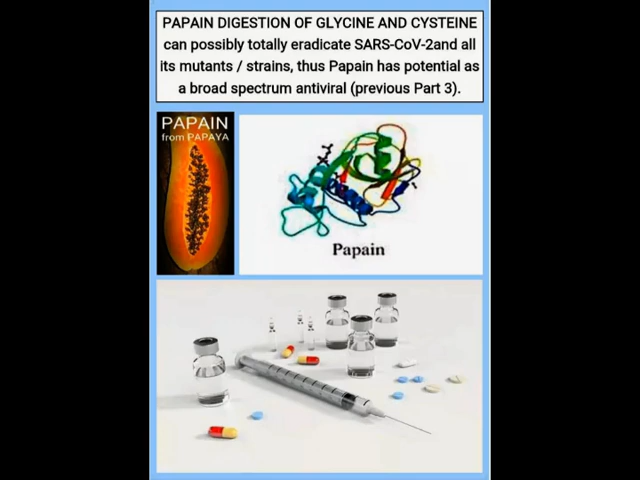 PAPAIN DIGESTION OF GLYCINE AND CYSTEINE
can possibly totally eradicate SARS-CoV-2and all
its mutants / strains, thus Papain has potential as
a broad spectrum antiviral (previous Part 3).
PAPAIN
from PAPAYA
Papain